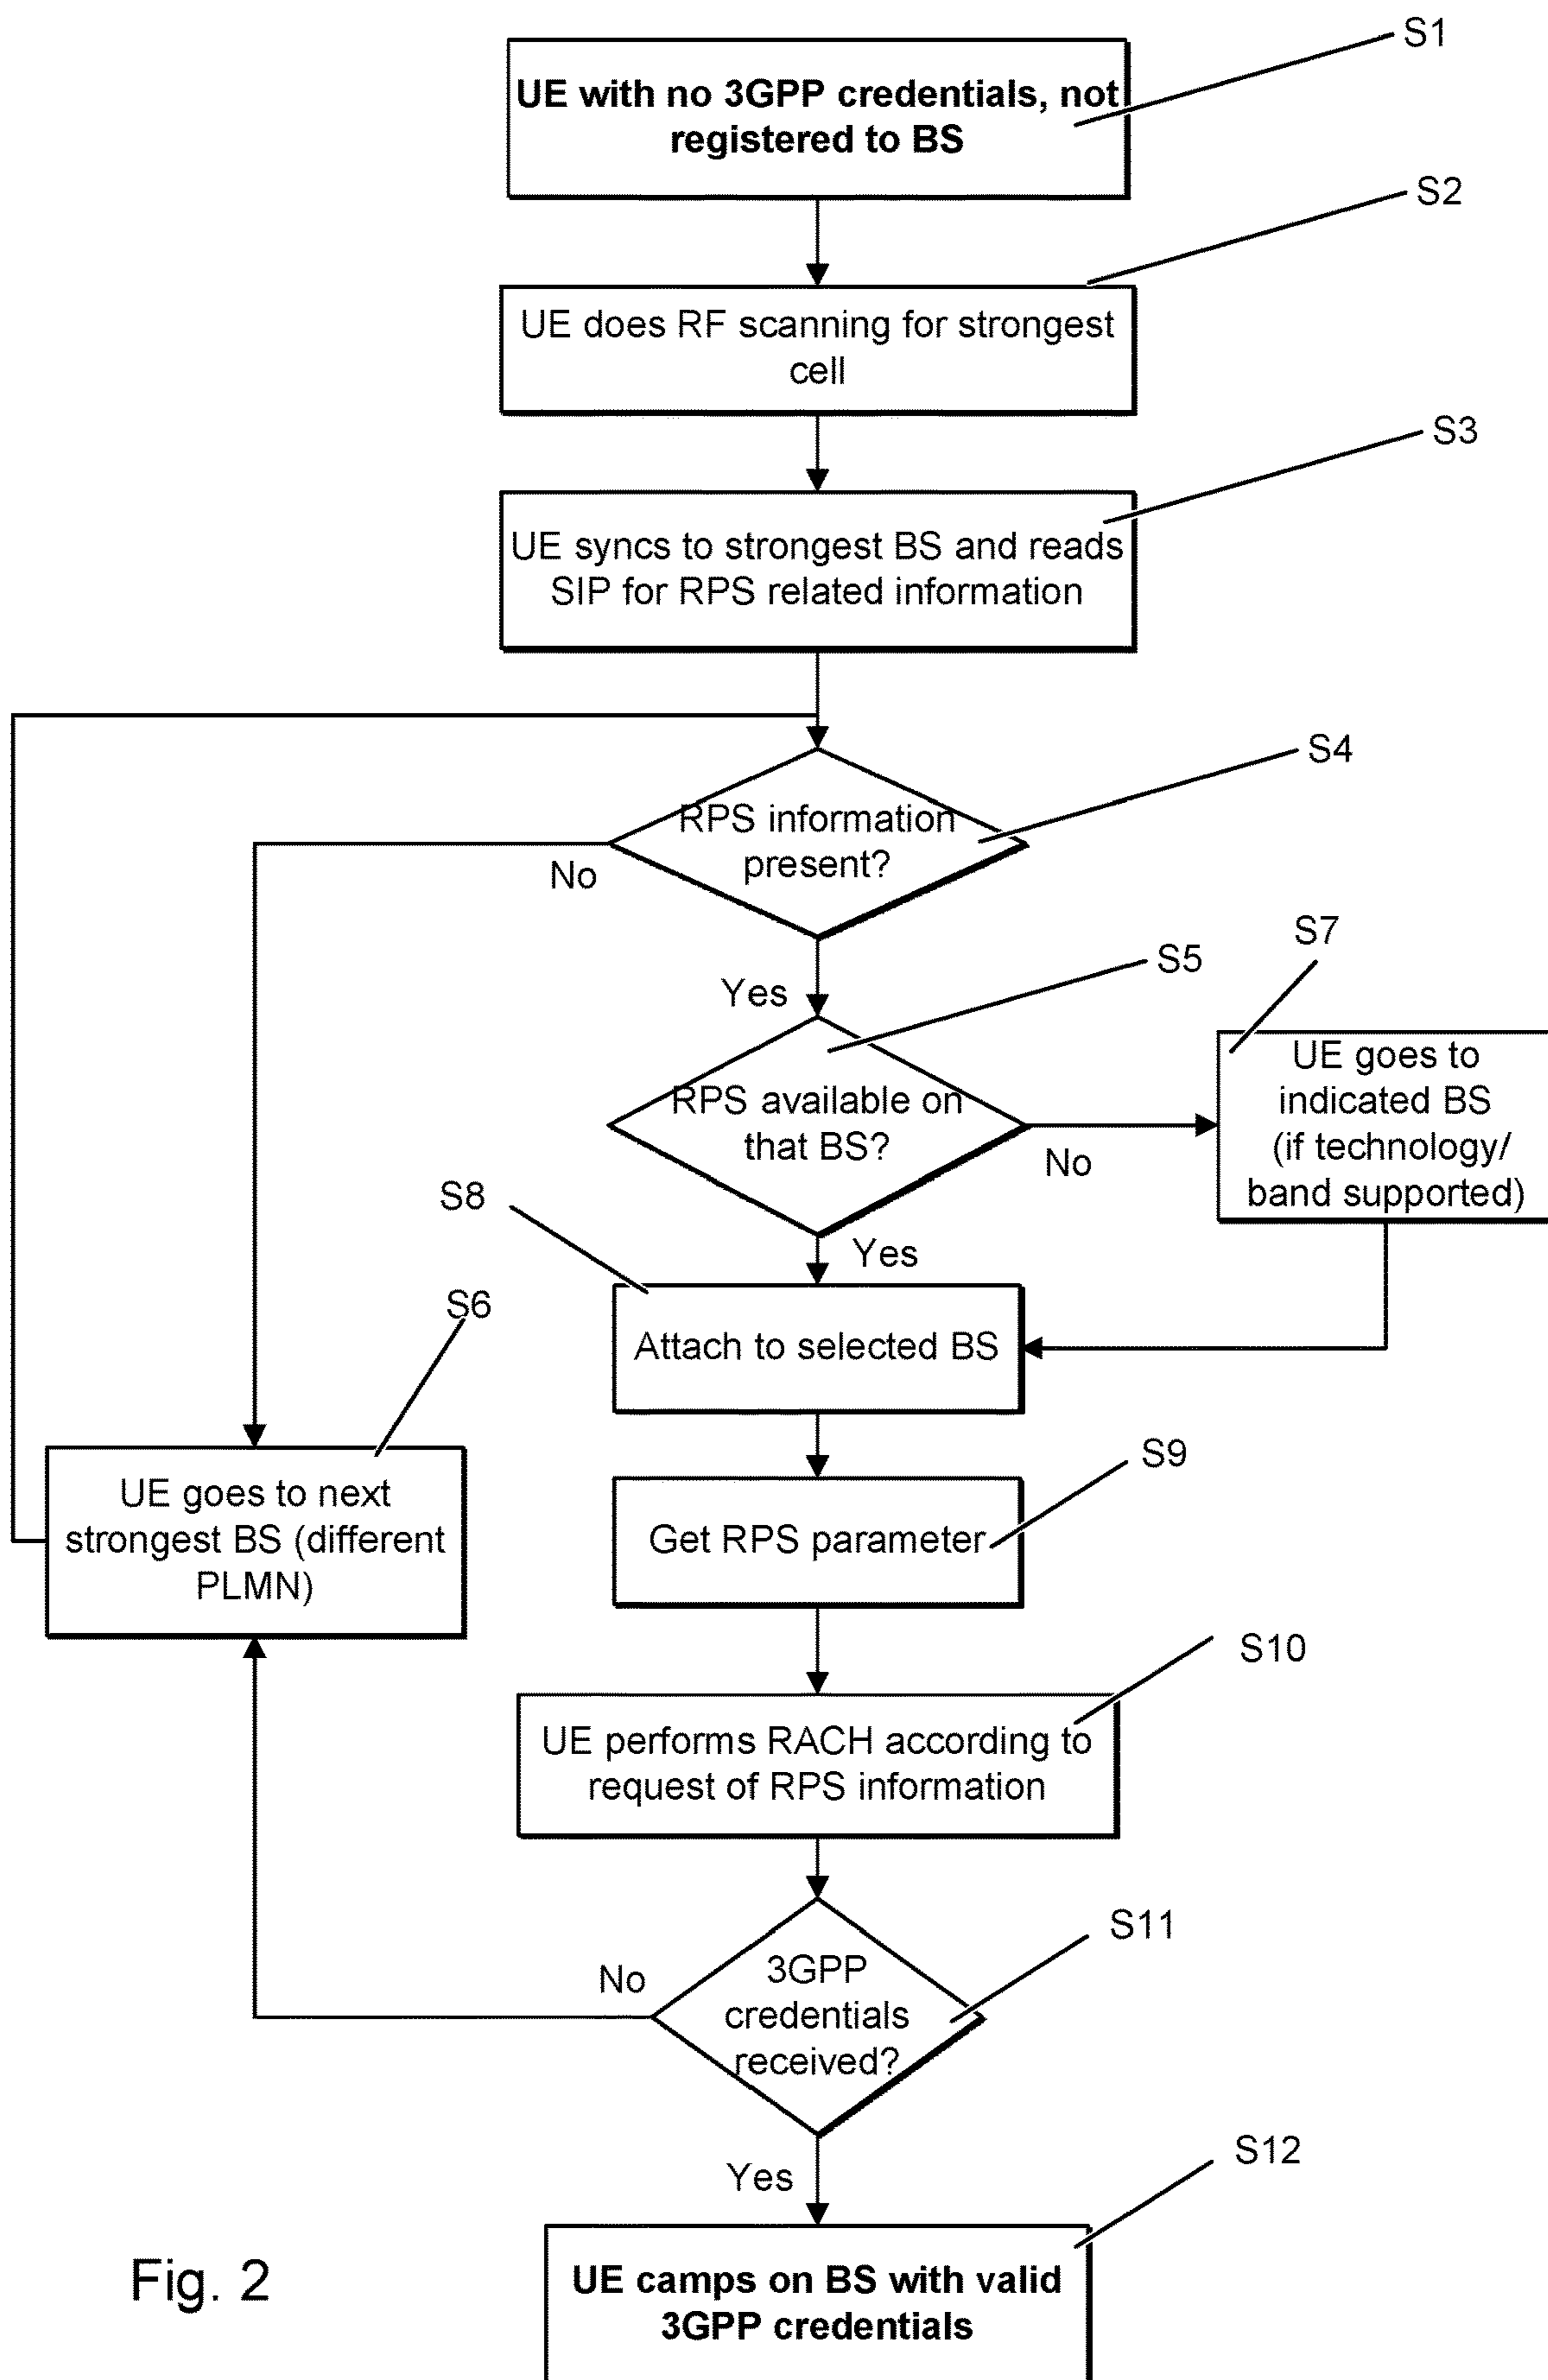 S1
UE with no 3GPP credentials, not
registered to BS
S2
UE does RF scanning for strongest
cell
S3
UE syncs to strongest BS and reads
SIP for RPS related information
S4
RPS information
present?
No
Yes
S5
S7
RPS available on
that BS?
No
UE goes to
indicated BS
(if technology/
band supported)
S8
Yes
Attach to selected BS
S6
UE goes to next
strongest BS (different
PLMN)
S9
Get RPS parameter
S10
UE performs RACH according to
request of RPS information
S11
3GPP
credentials
received?
No
Yes
S12
UE camps on BS with valid
3GPP credentials
Fig. 2